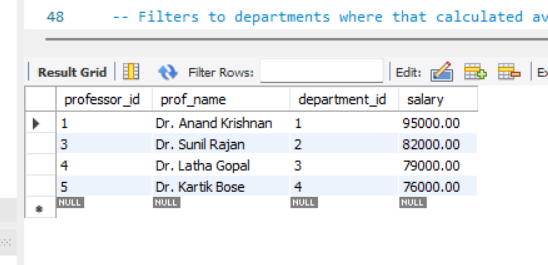 48 -- Filters to departments where that calculated av
Result Grid Filter Rows: Edit: Ex
professor_id prof_name department_id salary
1 Dr. Anand Krishnan 1 95000.00
3 Dr. Sunil Rajan 2 82000.00
4 Dr. Latha Gopal 3 79000.00
5 Dr. Kartik Bose 4 76000.00
NULL NULL NULL NULL